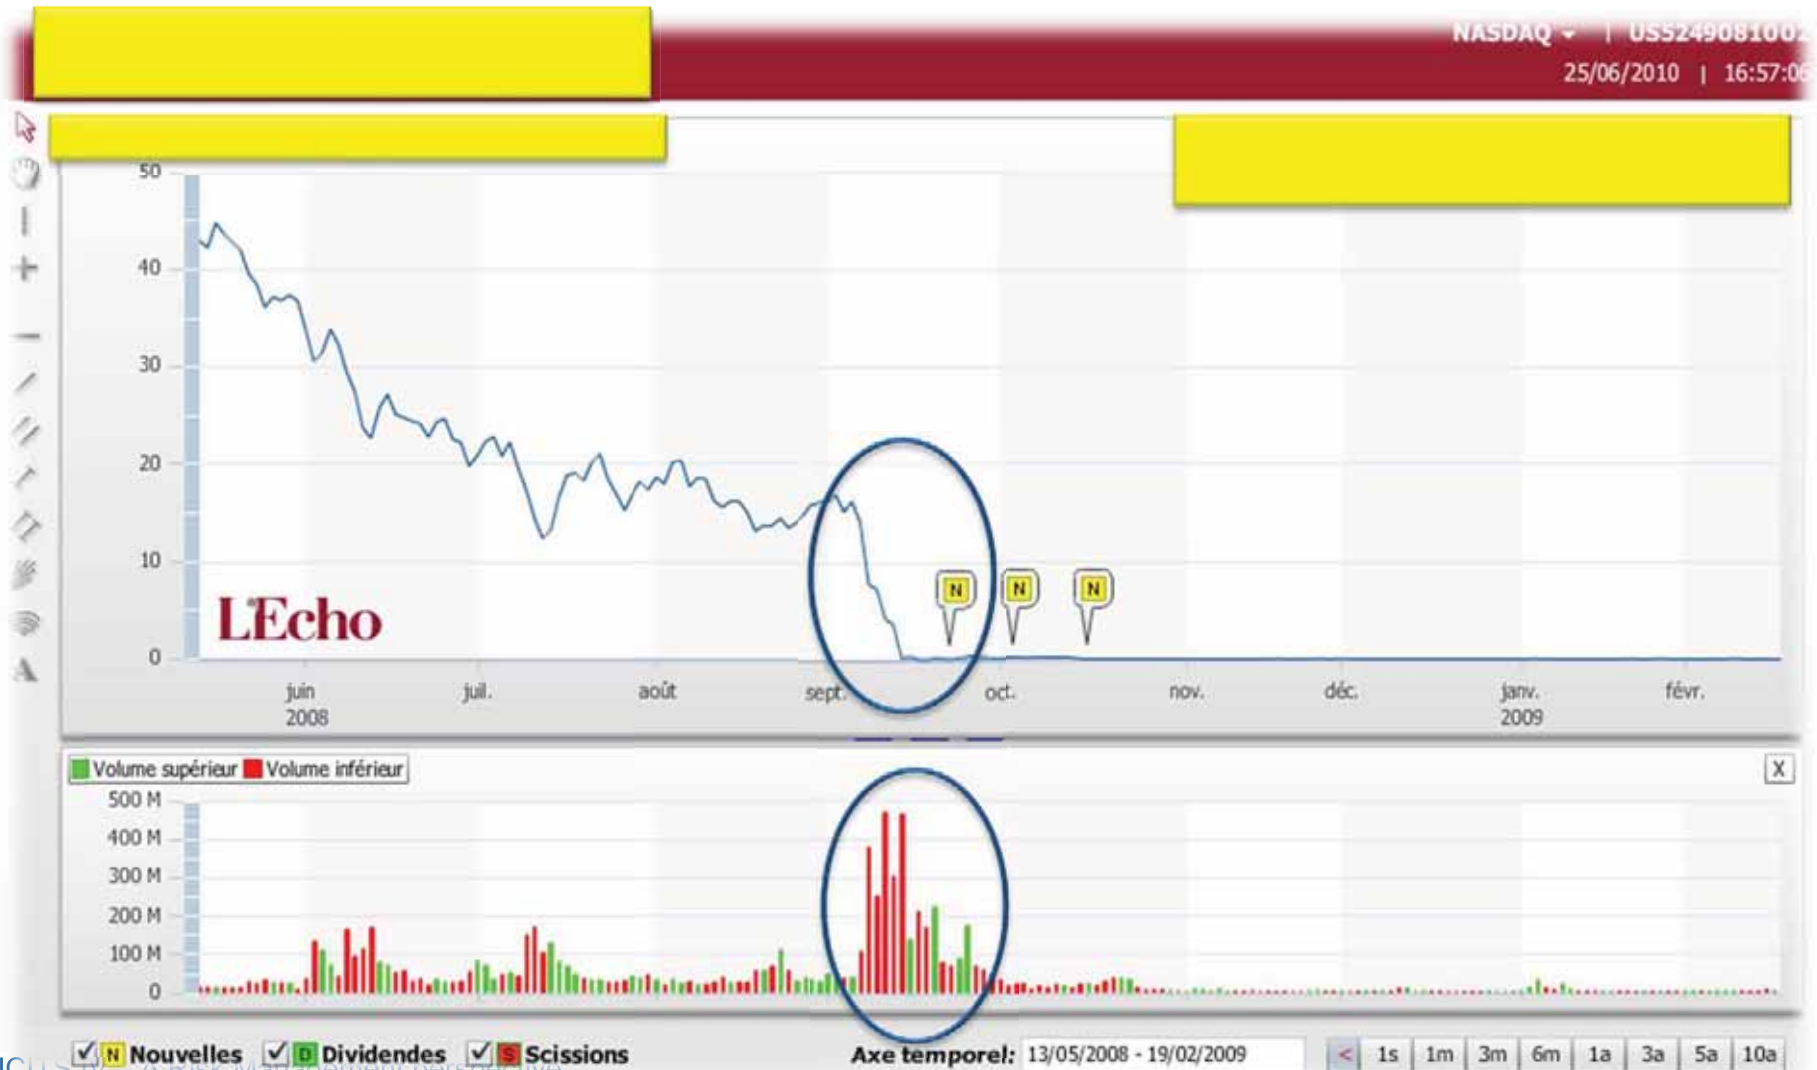 NASDAQ | US5249081002
25/06/2010 | 16:57:06
50
40
30
20
10
0
L'Echo
N N N
juin juil. août sept. oct. nov. déc. janv. févr.
2008 2009
Volume supérieur Volume inférieur X
500 M
400 M
300 M
200 M
100 M
0
N Nouvelles D Dividendes S Scissions Axe temporel: 13/05/2008 - 19/02/2009 < 1s 1m 3m 6m 1a 3a 5a 10a